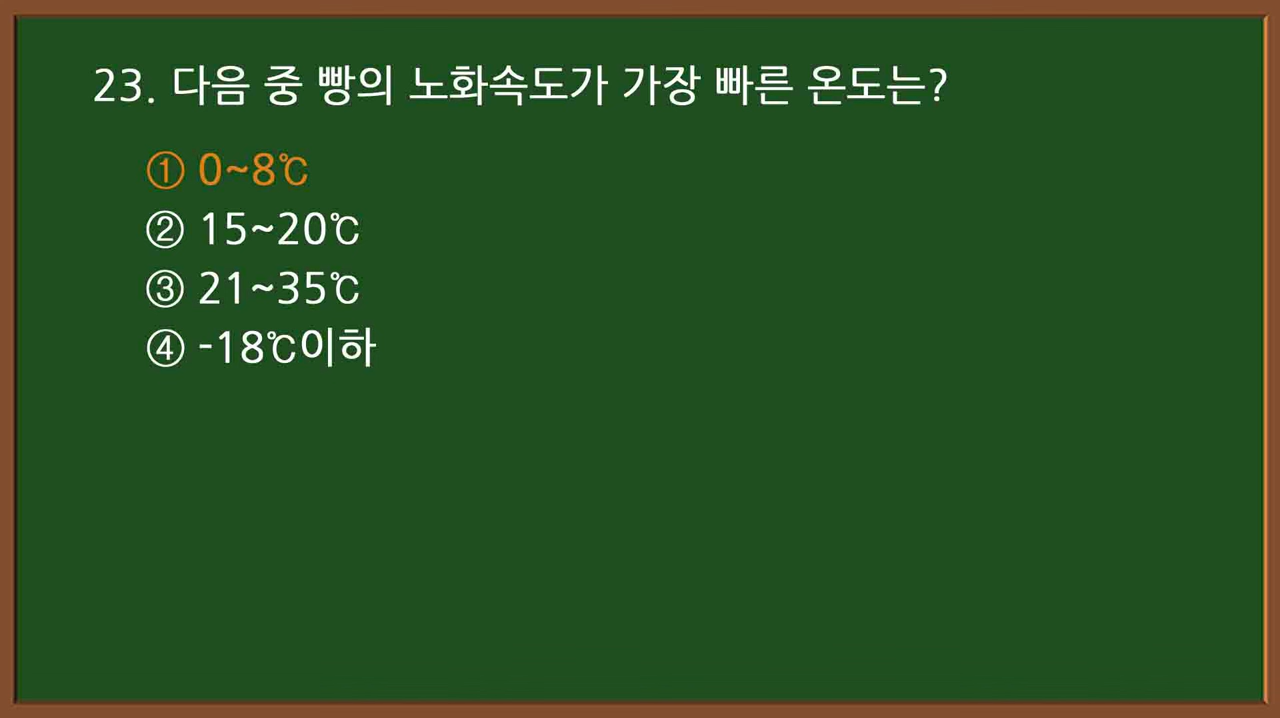 23. 다음 중 빵의 노화속도가 가장 빠른 온도는?
① 0~8℃
② 15~20℃
③ 21~35℃
④ -18℃이하